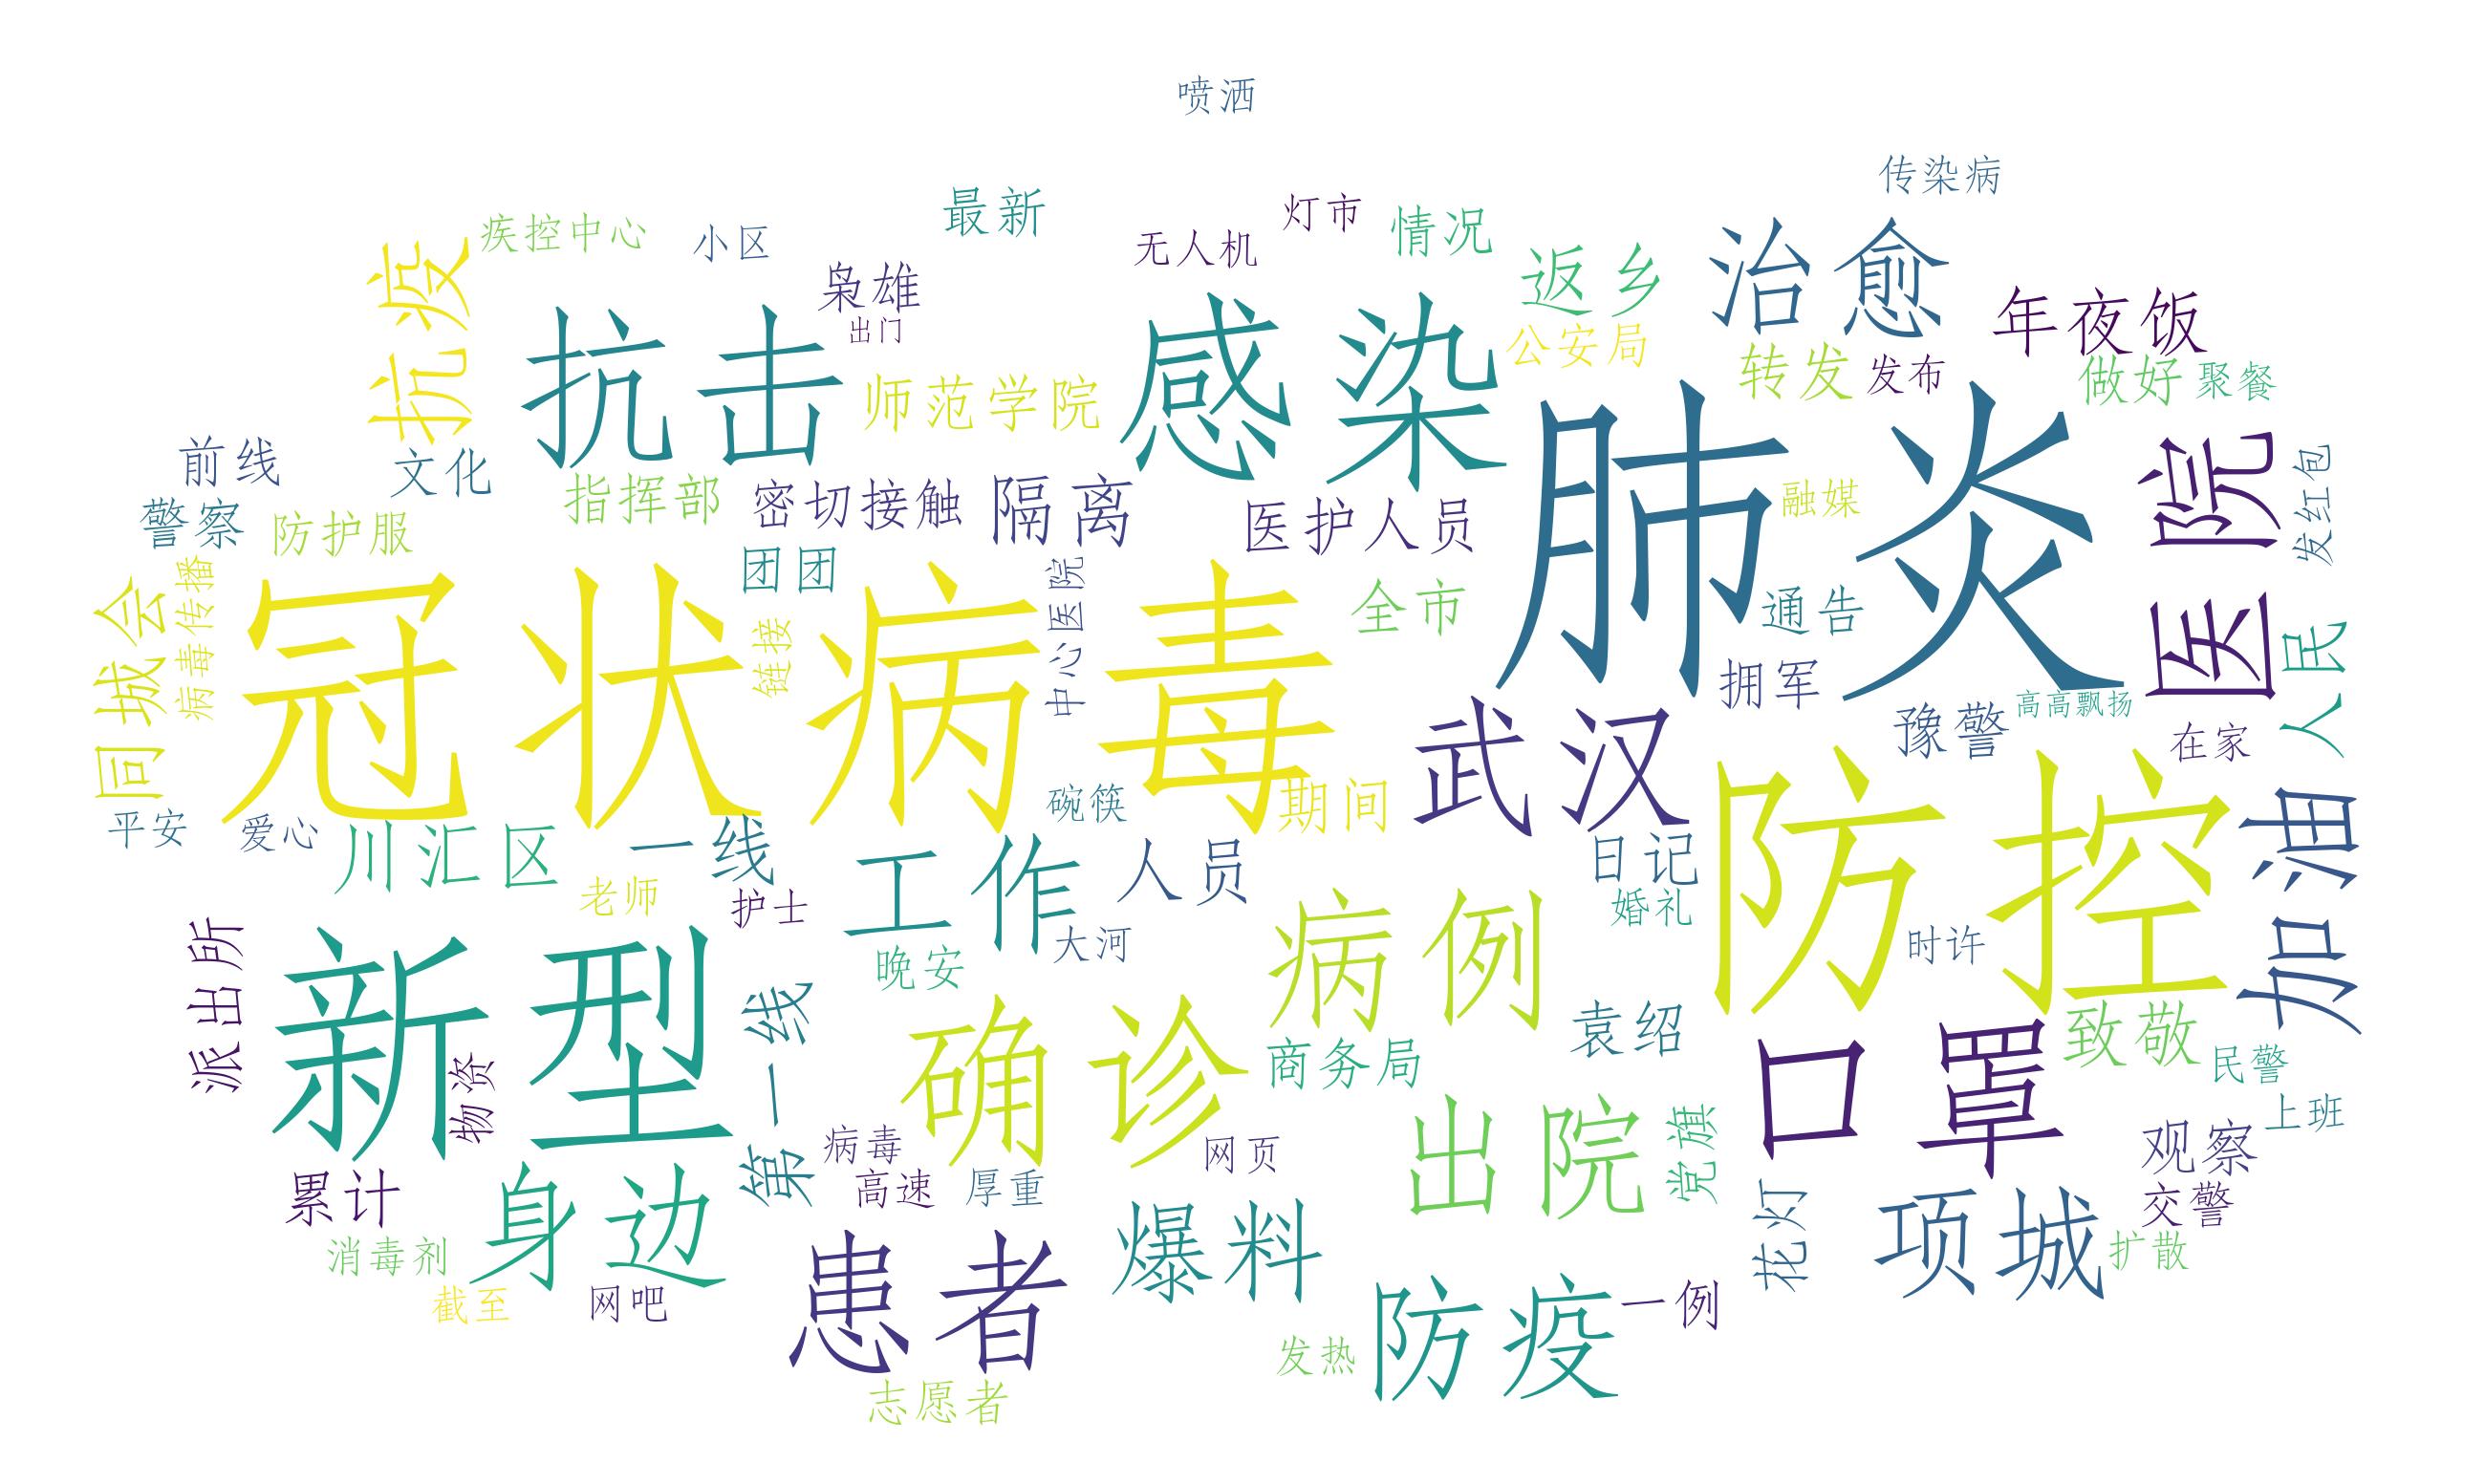 喷洒
传染病
疾控中心
小区
最新
无人机
灯市
情况
返乡
治愈
抗疫
枭雄
出门
抗击
感染
公安局
年夜饭
师范学院
转发
发布
做好
聚餐
肺炎
前线
文化
指挥部
密切接触
隔离
医护人员
融媒
医院
发红包
警察
防护服
团团
同城会
病毒传播
冠状病毒
链接
中心医院
全市
通告
拥军
人民
武汉
豫警
高高飘扬
在家
碗筷
期间
防控
加油
平安
爱心
川汇区
一线
工作
人员
日记
老师
护士
大河
婚礼
时许
派出所
新型
晚安
病例
第一线
确诊
袁绍
商务局
口罩
致敬
民警
物资
出院
党旗
上班
累计
身边
病毒
高速
厚重
网页
观察
交警
爆料
花灯
项城
扩散
消毒剂
截至
网吧
患者
防疫
一例
发热
志愿者